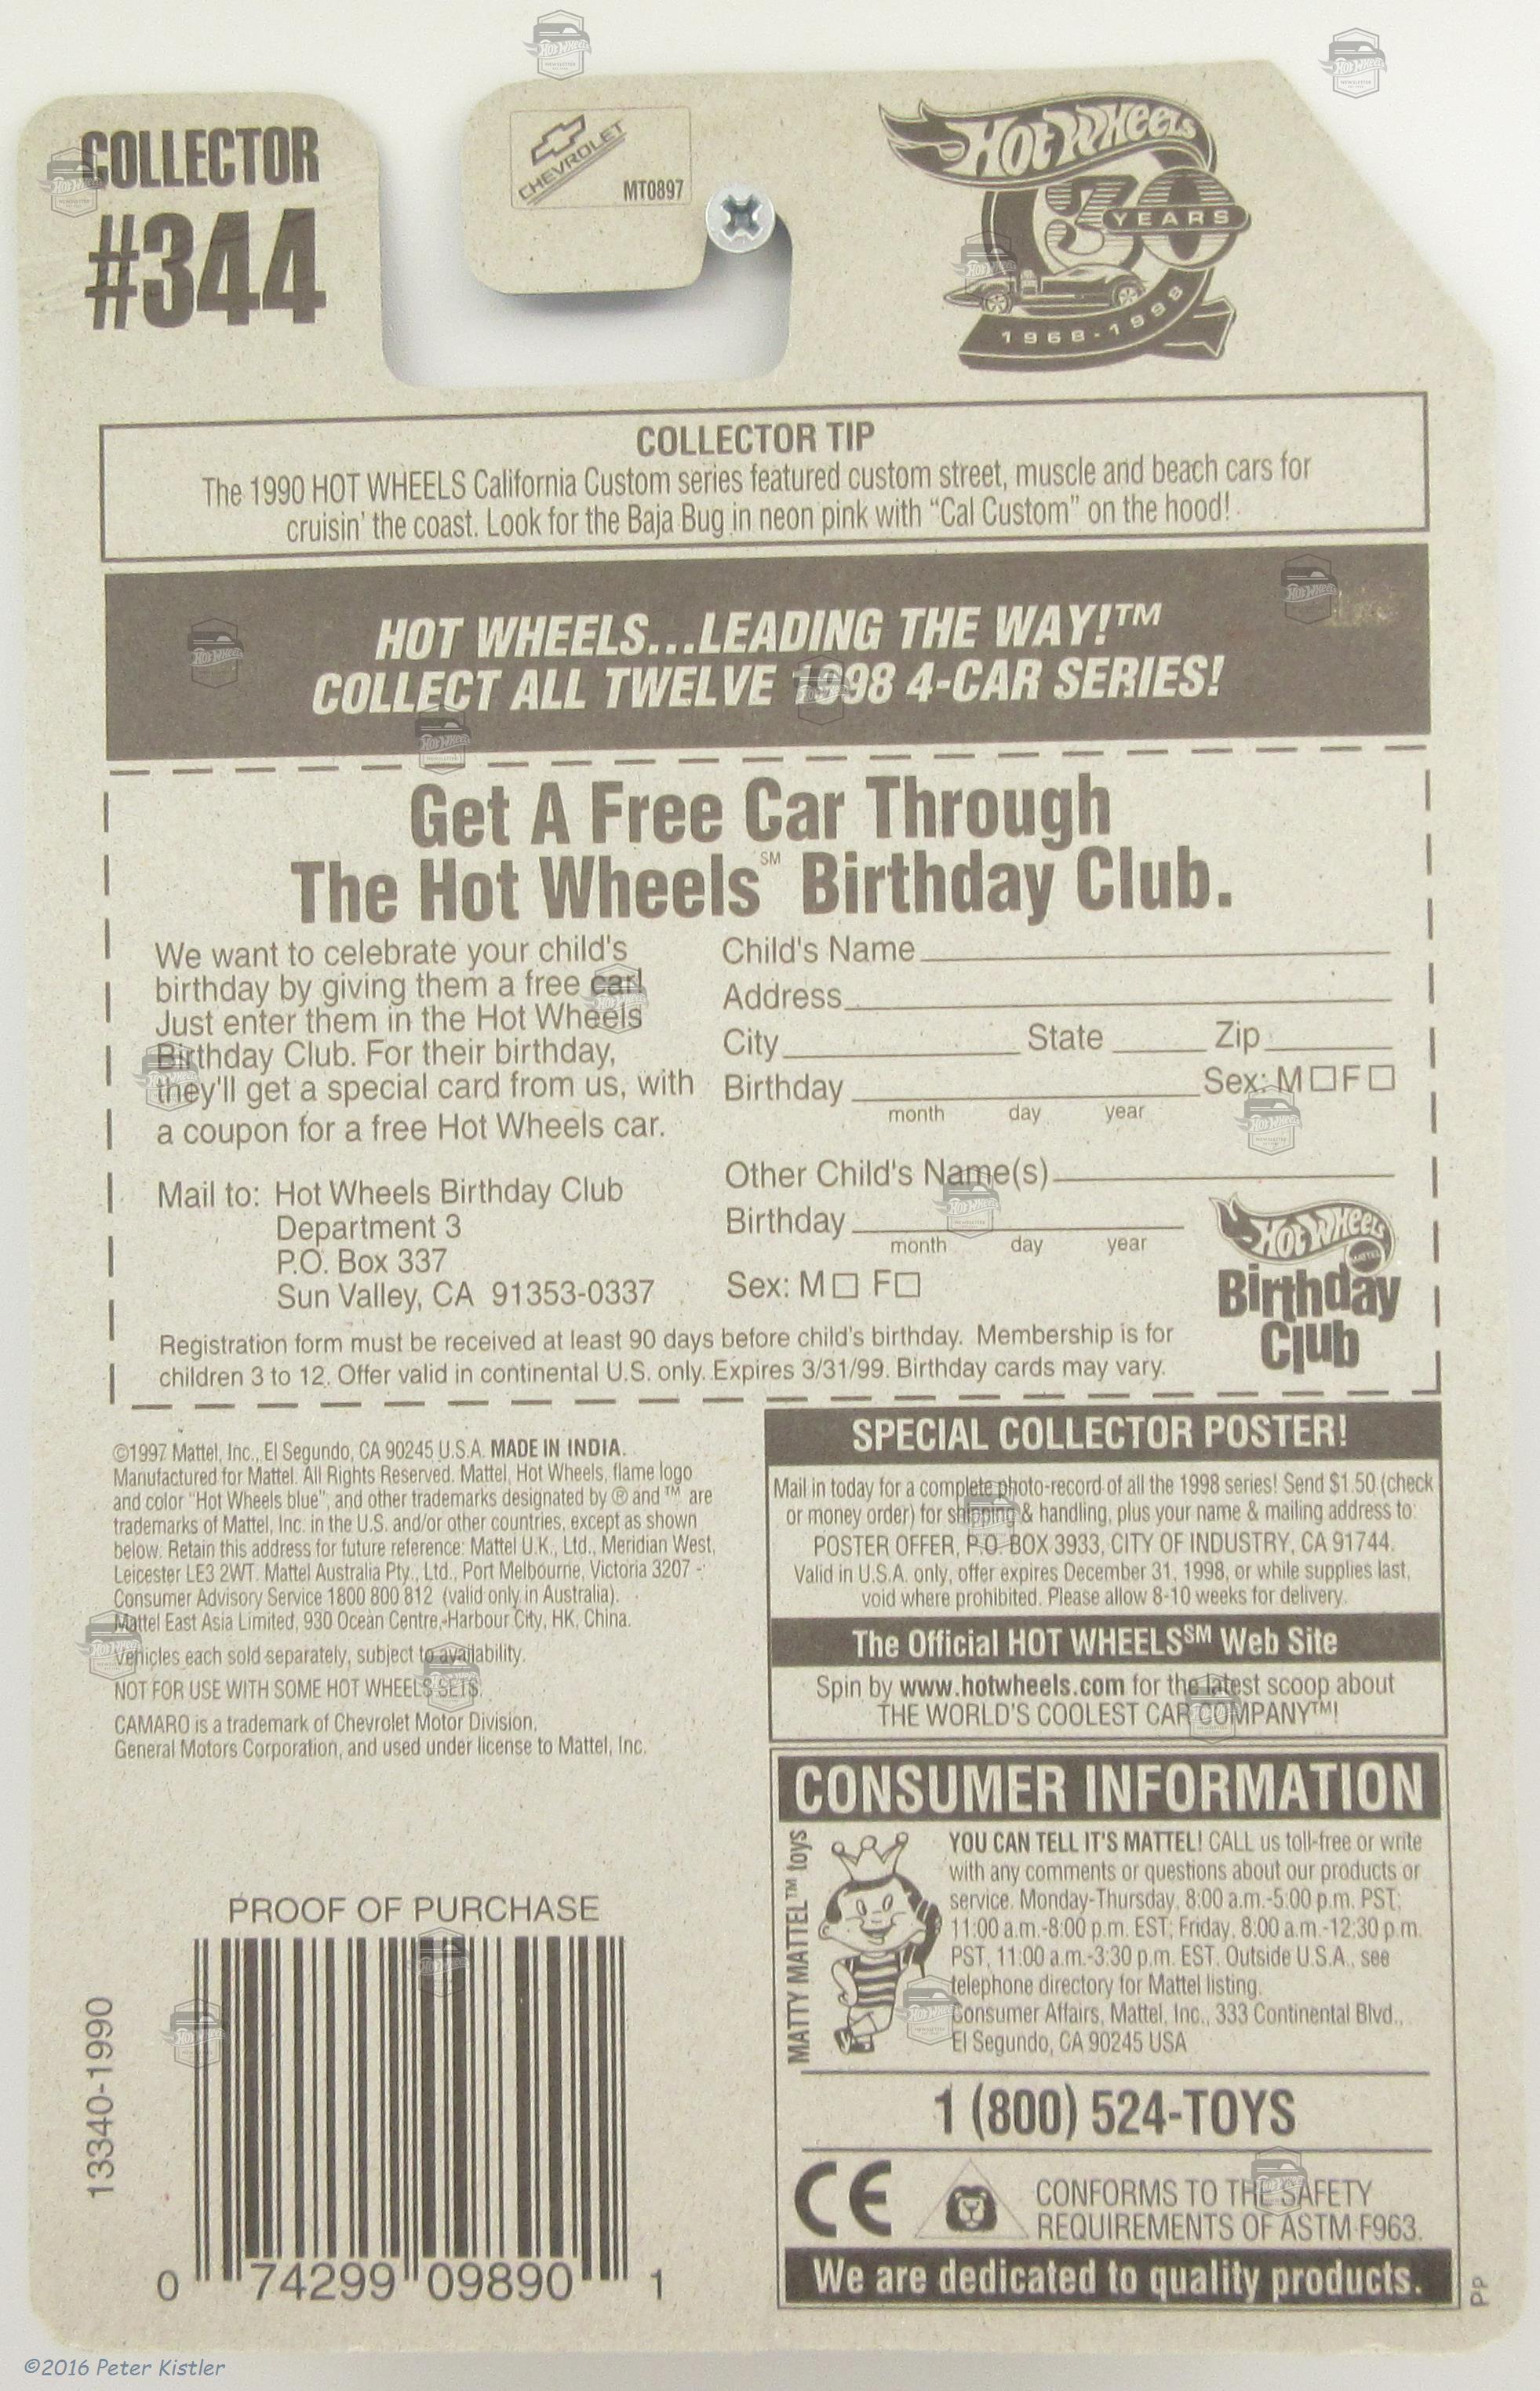 COLLECTOR
#344
CHEVROLET
MT0897
HOT WHEELS
30
YEARS
1968-1998
COLLECTOR TIP
The 1990 HOT WHEELS California Custom series featured custom street, muscle and beach cars for
cruisin' the coast. Look for the Baja Bug in neon pink with “Cal Custom” on the hood!
HOT WHEELS...LEADING THE WAY!™
COLLECT ALL TWELVE 1998 4-CAR SERIES!
Get A Free Car Through
The Hot Wheels℠ Birthday Club.
We want to celebrate your child's
birthday by giving them a free car!
Just enter them in the Hot Wheels
Birthday Club. For their birthday,
they'll get a special card from us, with
a coupon for a free Hot Wheels car.
Mail to: Hot Wheels Birthday Club
Department 3
P.O. Box 337
Sun Valley, CA 91353-0337
Child's Name
Address
City State Zip
Birthday Sex: M F
month day year
Other Child's Name(s)
Birthday
month day year
Sex: M F
HOT WHEELS
MATTEL
Birthday
Club
Registration form must be received at least 90 days before child's birthday. Membership is for
children 3 to 12. Offer valid in continental U.S. only. Expires 3/31/99. Birthday cards may vary.
©1997 Mattel, Inc., El Segundo, CA 90245 U.S.A. MADE IN INDIA.
Manufactured for Mattel. All Rights Reserved. Mattel, Hot Wheels, flame logo
and color "Hot Wheels blue", and other trademarks designated by ® and ™ are
trademarks of Mattel, Inc. in the U.S. and/or other countries, except as shown
below. Retain this address for future reference: Mattel U.K., Ltd., Meridian West,
Leicester LE3 2WT. Mattel Australia Pty., Ltd., Port Melbourne, Victoria 3207 -
Consumer Advisory Service 1800 800 812 (valid only in Australia).
Mattel East Asia Limited, 930 Ocean Centre, Harbour City, HK, China.
Vehicles each sold separately, subject to availability.
NOT FOR USE WITH SOME HOT WHEELS SETS.
CAMARO is a trademark of Chevrolet Motor Division,
General Motors Corporation, and used under license to Mattel, Inc.
SPECIAL COLLECTOR POSTER!
Mail in today for a complete photo-record of all the 1998 series! Send $1.50 (check
or money order) for shipping & handling, plus your name & mailing address to:
POSTER OFFER, P.O. BOX 3933, CITY OF INDUSTRY, CA 91744.
Valid in U.S.A. only, offer expires December 31, 1998, or while supplies last,
void where prohibited. Please allow 8-10 weeks for delivery.
The Official HOT WHEELS℠ Web Site
Spin by www.hotwheels.com for the latest scoop about
THE WORLD'S COOLEST CAR COMPANY™!
CONSUMER INFORMATION
MATTY MATTEL™ toys
YOU CAN TELL IT'S MATTEL! CALL us toll-free or write
with any comments or questions about our products or
service. Monday-Thursday, 8:00 a.m.-5:00 p.m. PST;
11:00 a.m.-8:00 p.m. EST; Friday, 8:00 a.m.-12:30 p.m.
PST, 11:00 a.m.-3:30 p.m. EST. Outside U.S.A., see
telephone directory for Mattel listing.
Consumer Affairs, Mattel, Inc., 333 Continental Blvd.,
El Segundo, CA 90245 USA
1 (800) 524-TOYS
CE
CONFORMS TO THE SAFETY
REQUIREMENTS OF ASTM F963.
We are dedicated to quality products.
PP
PROOF OF PURCHASE
13340-1990
0 74299 09890 1
©2016 Peter Kistler